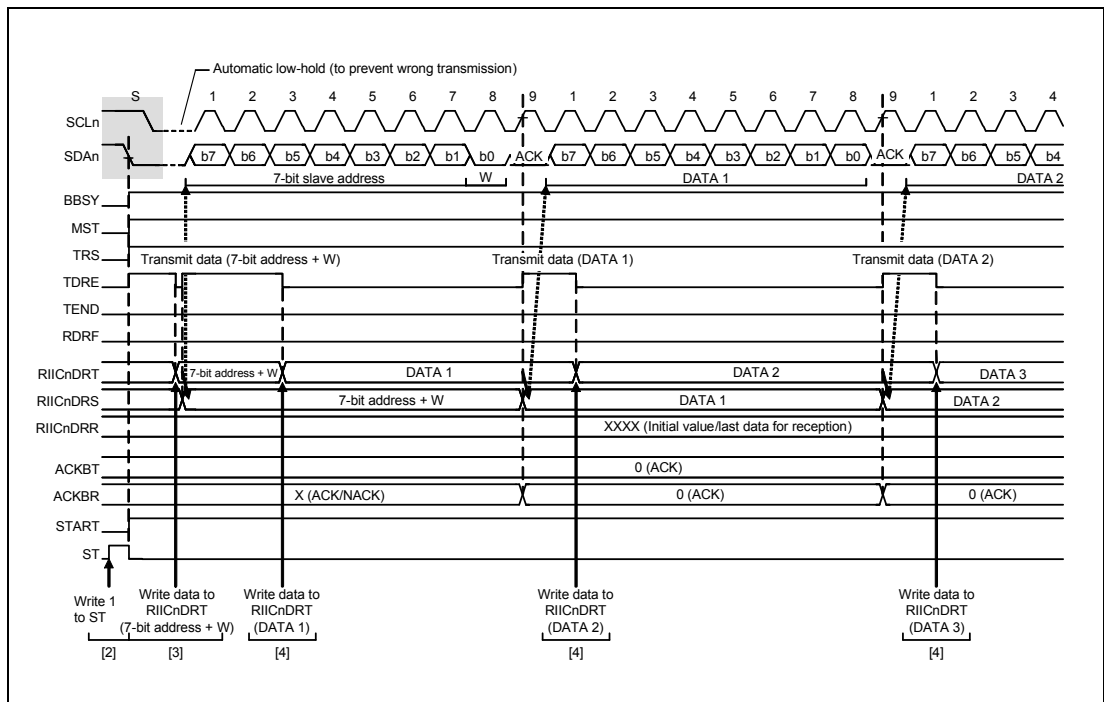 Automatic low-hold (to prevent wrong transmission)
S 1 2 3 4 5 6 7 8 9 1 2 3 4 5 6 7 8 9 1 2 3 4
SCLn
SDAn b7 b6 b5 b4 b3 b2 b1 b0 ACK b7 b6 b5 b4 b3 b2 b1 b0 ACK b7 b6 b5 b4
7-bit slave address W DATA 1 DATA 2
BBSY
MST
TRS
Transmit data (7-bit address + W) Transmit data (DATA 1) Transmit data (DATA 2)
TDRE
TEND
RDRF
RIICnDRT 7-bit address + W DATA 1 DATA 2 DATA 3
RIICnDRS 7-bit address + W DATA 1 DATA 2
RIICnDRR XXXX (Initial value/last data for reception)
ACKBT 0 (ACK)
ACKBR X (ACK/NACK) 0 (ACK) 0 (ACK)
START
ST
Write 1
to ST
[2]
Write data to
RIICnDRT
(7-bit address + W)
[3]
Write data to
RIICnDRT
(DATA 1)
[4]
Write data to
RIICnDRT
(DATA 2)
[4]
Write data to
RIICnDRT
(DATA 3)
[4]